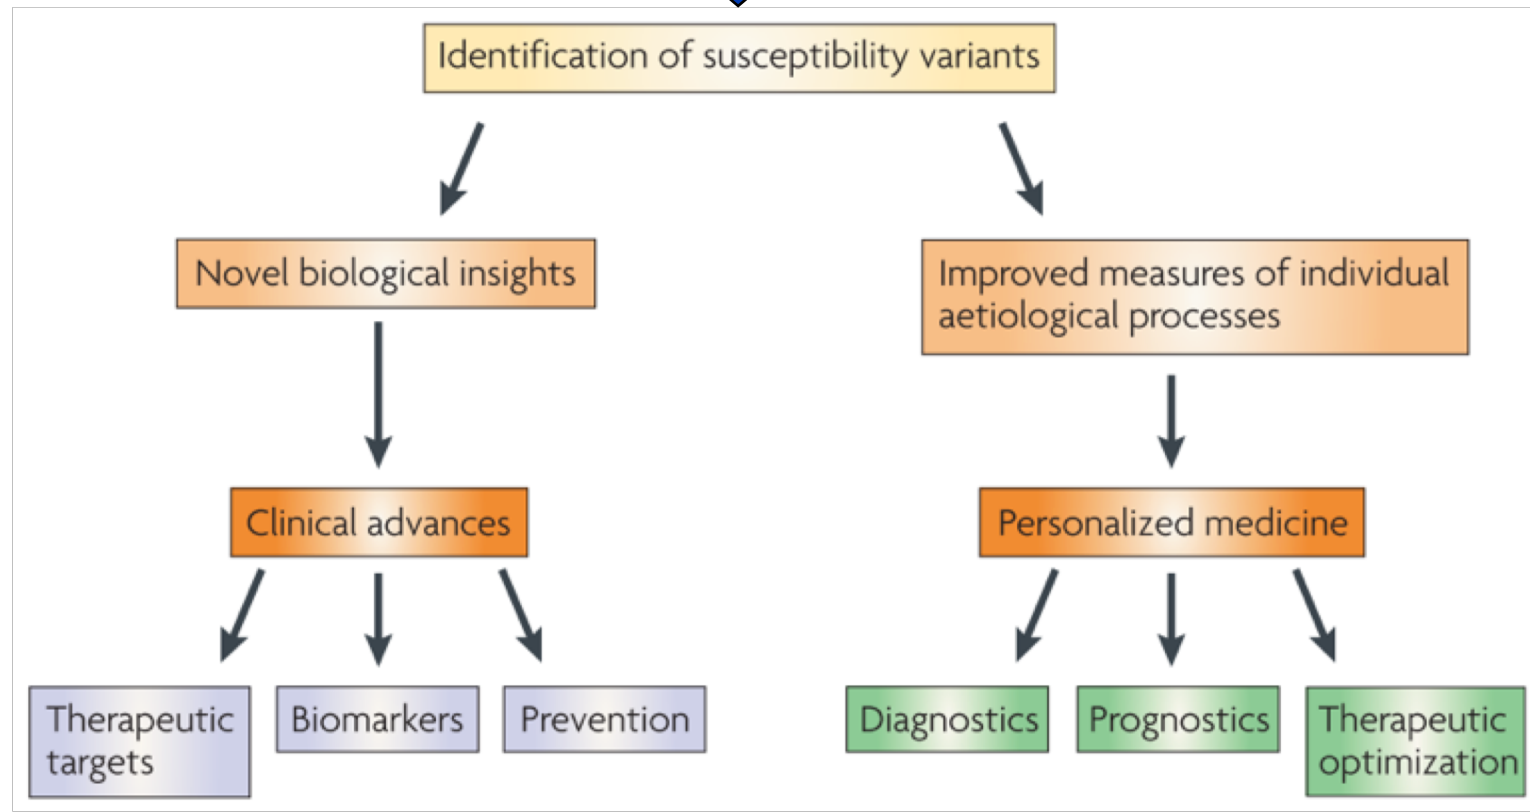 Identification of susceptibility variants
Novel biological insights
Improved measures of individual
aetiological processes
Clinical advances
Personalized medicine
Therapeutic
targets
Biomarkers
Prevention
Diagnostics
Prognostics
Therapeutic
optimization